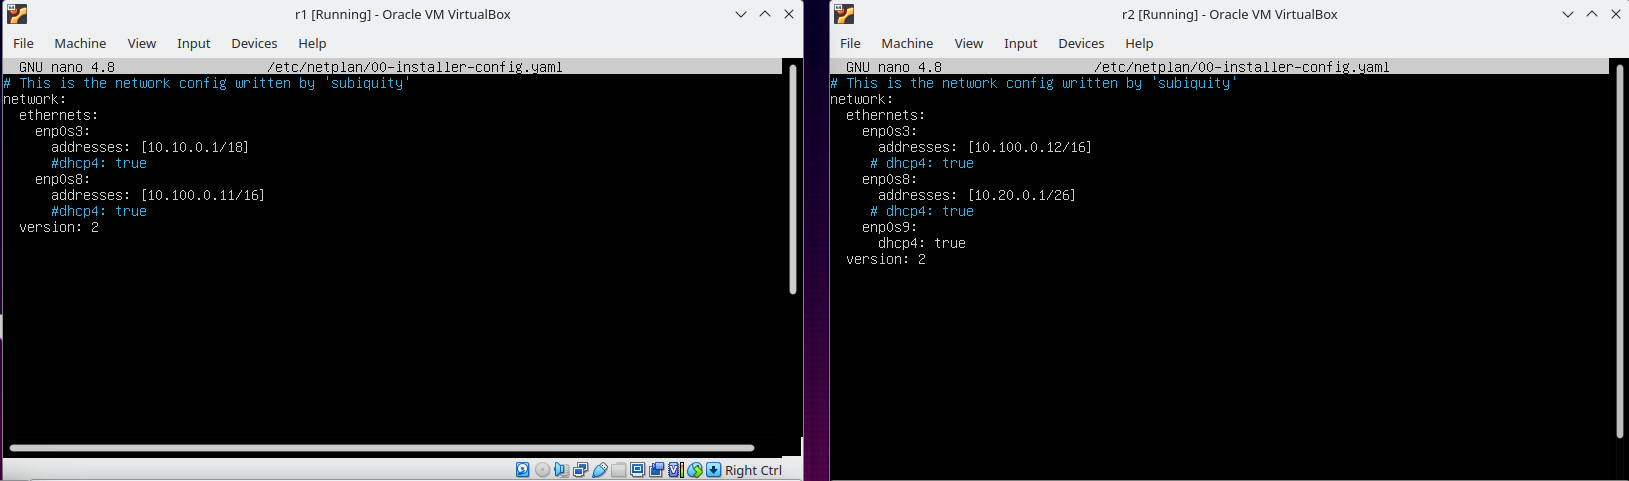 r1 [Running] - Oracle VM VirtualBox
File Machine View Input Devices Help
GNU nano 4.8 /etc/netplan/00-installer-config.yaml
# This is the network config written by 'subiquity'
network:
  ethernets:
    enp0s3:
      addresses: [10.10.0.1/18]
      #dhcp4: true
    enp0s8:
      addresses: [10.100.0.11/16]
      #dhcp4: true
  version: 2
Right Ctrl
r2 [Running] - Oracle VM VirtualBox
File Machine View Input Devices Help
GNU nano 4.8 /etc/netplan/00-installer-config.yaml
# This is the network config written by 'subiquity'
network:
  ethernets:
    enp0s3:
      addresses: [10.100.0.12/16]
     # dhcp4: true
    enp0s8:
      addresses: [10.20.0.1/26]
     # dhcp4: true
    enp0s9:
      dhcp4: true
  version: 2